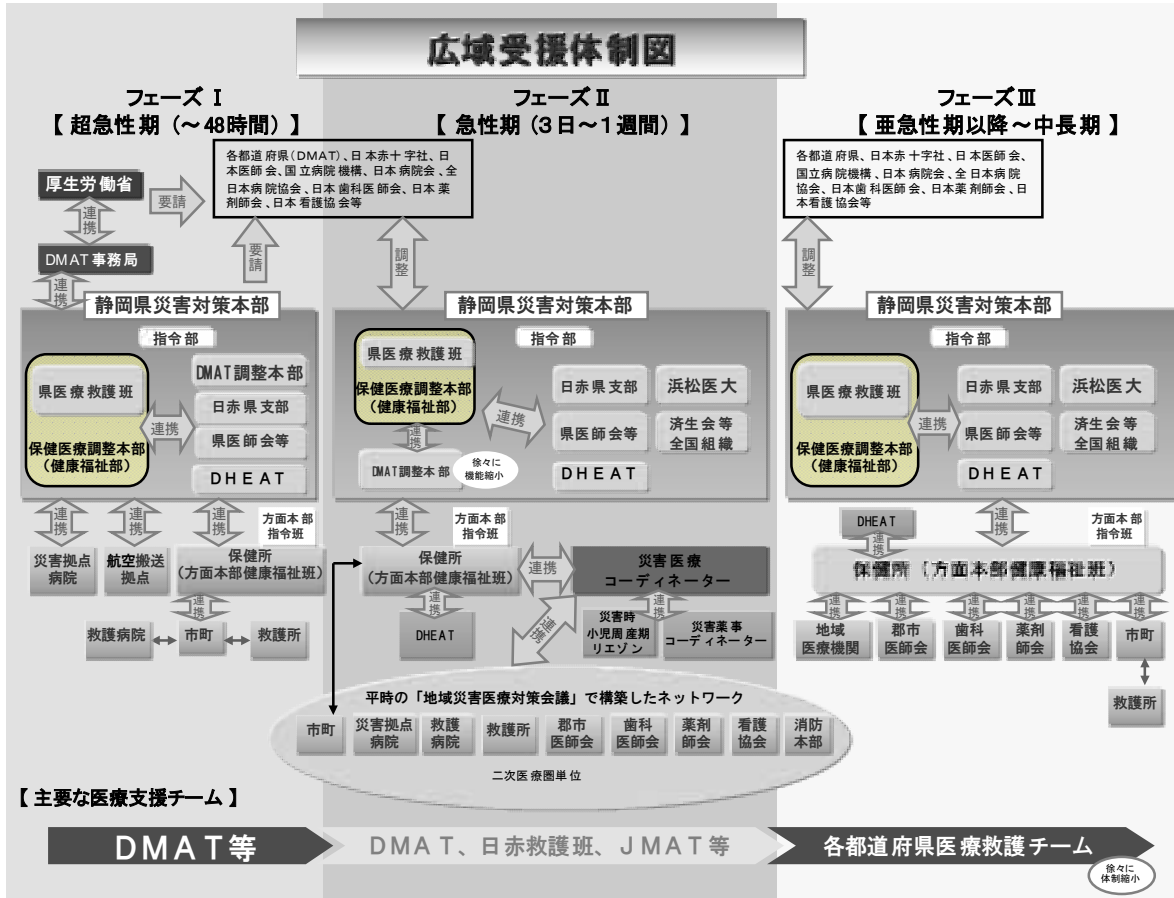 広域受援体制図
フェーズ Ⅰ
【 超急性期 (～48時間) 】
フェーズⅡ
【 急性期 (3日～1週間) 】
フェーズⅢ
【 亜急性期以降～中長期 】
各都道府県(DMAT)、日本赤十字社、日
本医師会、国立病院機構、日本病院会、全
日本病院協会、日本歯科医師会、日本薬
剤師会、日本看護協会等
各都道府県、日本赤十字社、日本医師会、
国立病院機構、日本病院会、全日本病院
協会、日本歯科医師会、日本薬剤師会、日
本看護協会等
厚生労働省
要請
連携
DMAT事務局
連携
要請
調整
調整
静岡県災害対策本部
指令部
県医療救護班
保健医療調整本部
(健康福祉部)
連携
DMAT調整本部
日赤県支部
県医師会等
DHEAT
連携
連携
連携
方面本部
指令班
災害拠点
病院
航空搬送
拠点
保健所
(方面本部健康福祉班)
連携
救護病院
市町
救護所
静岡県災害対策本部
指令部
県医療救護班
保健医療調整本部
(健康福祉部)
連携
連携
DMAT調整本部
徐々に
機能縮小
日赤県支部
浜松医大
県医師会等
済生会等
全国組織
DHEAT
連携
方面本部
指令班
保健所
(方面本部健康福祉班)
連携
災害医療
コーディネーター
連携
DHEAT
連携
連携
災害時
小児周産期
リエゾン
災害薬事
コーディネーター
平時の「地域災害医療対策会議」で構築したネットワーク
市町
災害拠点
病院
救護
病院
救護所
郡市
医師会
歯科
医師会
薬剤
師会
看護
協会
消防
本部
二次医療圏単位
静岡県災害対策本部
指令部
県医療救護班
保健医療調整本部
(健康福祉部)
連携
日赤県支部
浜松医大
県医師会等
済生会等
全国組織
DHEAT
連携
方面本部
指令班
DHEAT
連携
保健所 (方面本部健康福祉班)
連携
連携
連携
連携
連携
連携
地域
医療機関
郡市
医師会
歯科
医師会
薬剤
師会
看護
協会
市町
救護所
【 主要な医療支援チーム 】
DMAT等
DMAT、日赤救護班、JMAT等
各都道府県医療救護チーム
徐々に
体制縮小